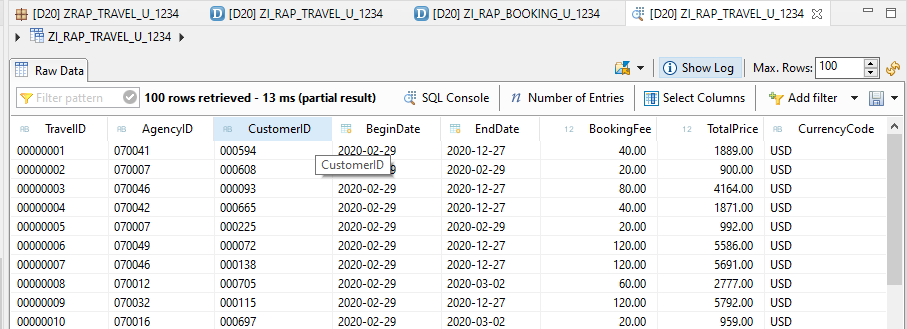 [D20] ZRAP_TRAVEL_U_1234 [D20] ZI_RAP_TRAVEL_U_1234 [D20] ZI_RAP_BOOKING_U_1234 [D20] ZI_RAP_TRAVEL_U_1234
ZI_RAP_TRAVEL_U_1234
Raw Data Show Log Max. Rows: 100
Filter pattern 100 rows retrieved - 13 ms (partial result) SQL Console Number of Entries Select Columns Add filter
TravelID AgencyID CustomerID BeginDate EndDate BookingFee TotalPrice CurrencyCode
00000001 070041 000594 2020-02-29 2020-12-27 40.00 1889.00 USD
00000002 070007 000608 2020-02-29 2020-02-29 20.00 900.00 USD
CustomerID
00000003 070046 000093 2020-02-29 2020-12-27 80.00 4164.00 USD
00000004 070042 000665 2020-02-29 2020-12-27 40.00 1871.00 USD
00000005 070007 000225 2020-02-29 2020-02-29 20.00 992.00 USD
00000006 070049 000072 2020-02-29 2020-12-27 120.00 5586.00 USD
00000007 070046 000138 2020-02-29 2020-12-27 120.00 5691.00 USD
00000008 070012 000705 2020-02-29 2020-03-02 60.00 2777.00 USD
00000009 070032 000115 2020-02-29 2020-12-27 120.00 5792.00 USD
00000010 070016 000697 2020-02-29 2020-03-02 20.00 959.00 USD